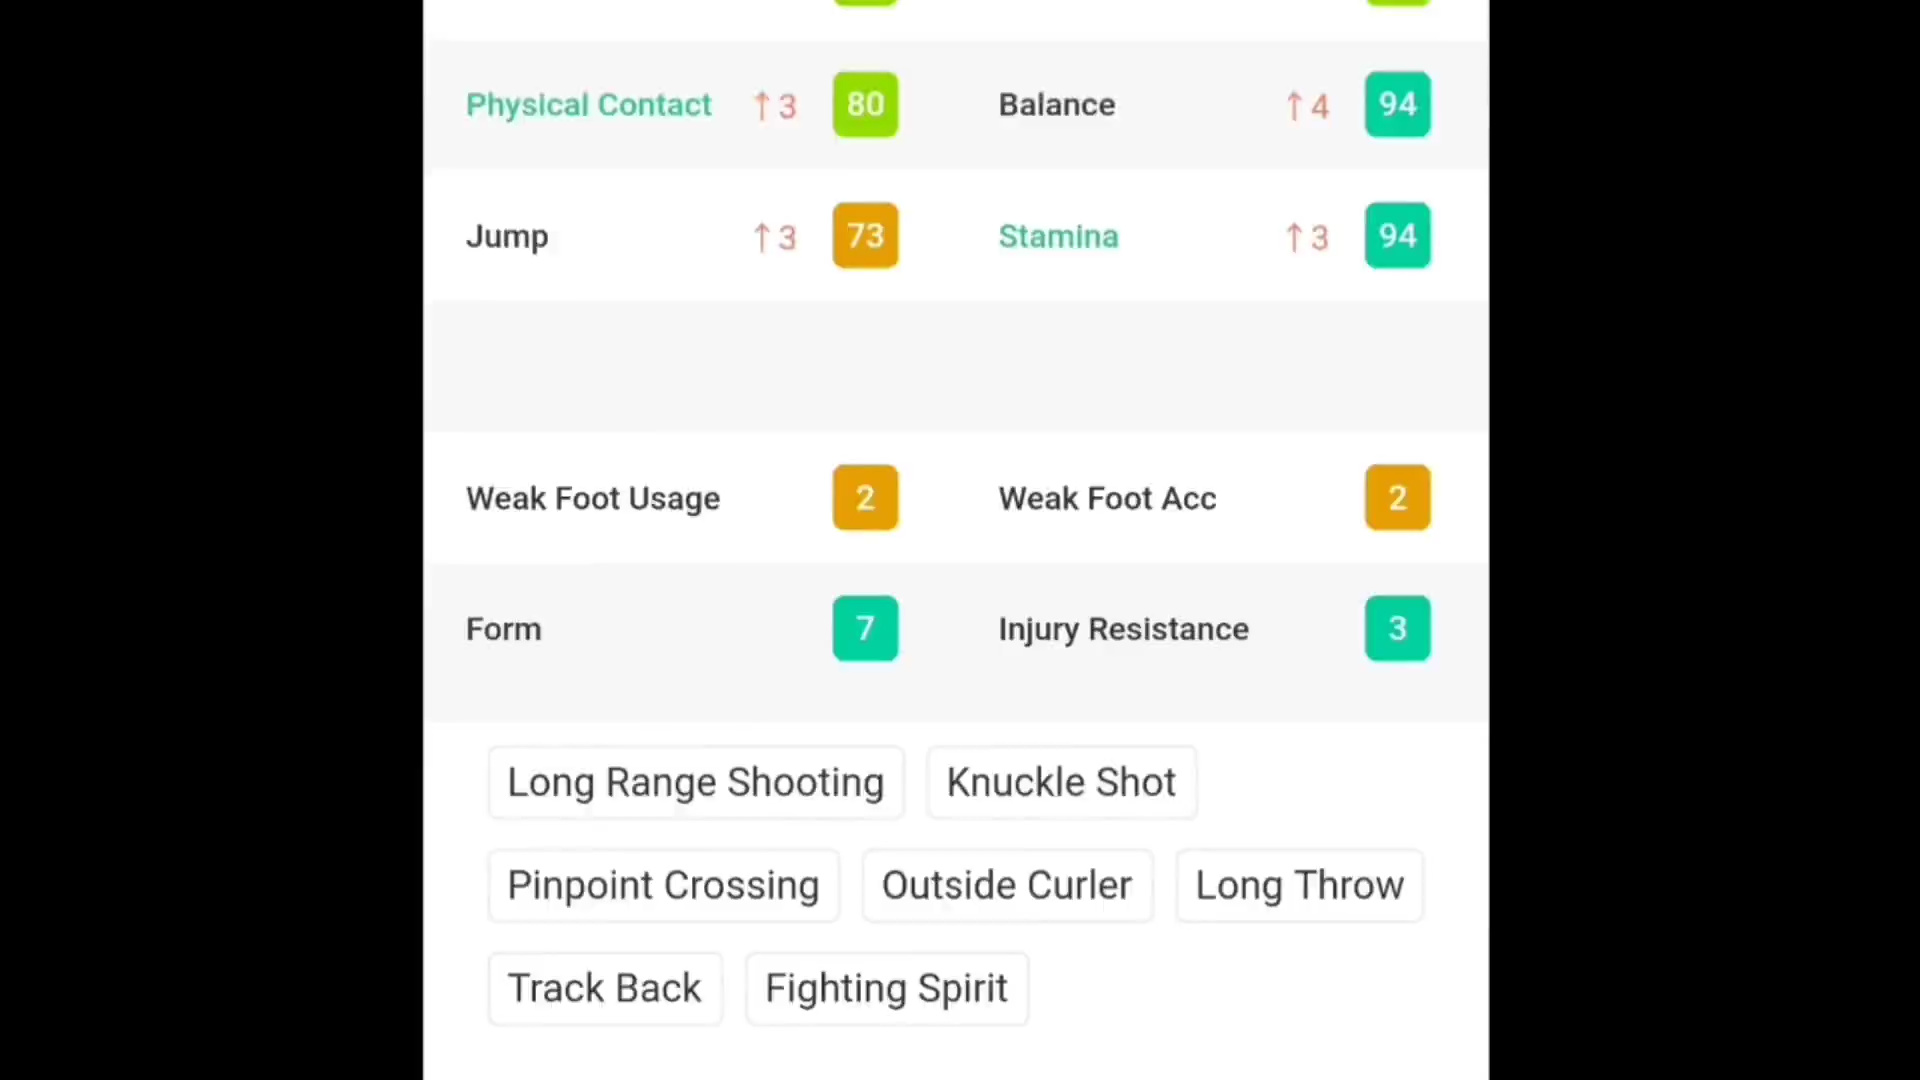 Physical Contact ↑3 80 Balance ↑4 94
Jump ↑3 73 Stamina ↑3 94
Weak Foot Usage 2 Weak Foot Acc 2
Form 7 Injury Resistance 3
Long Range Shooting Knuckle Shot
Pinpoint Crossing Outside Curler Long Throw
Track Back Fighting Spirit